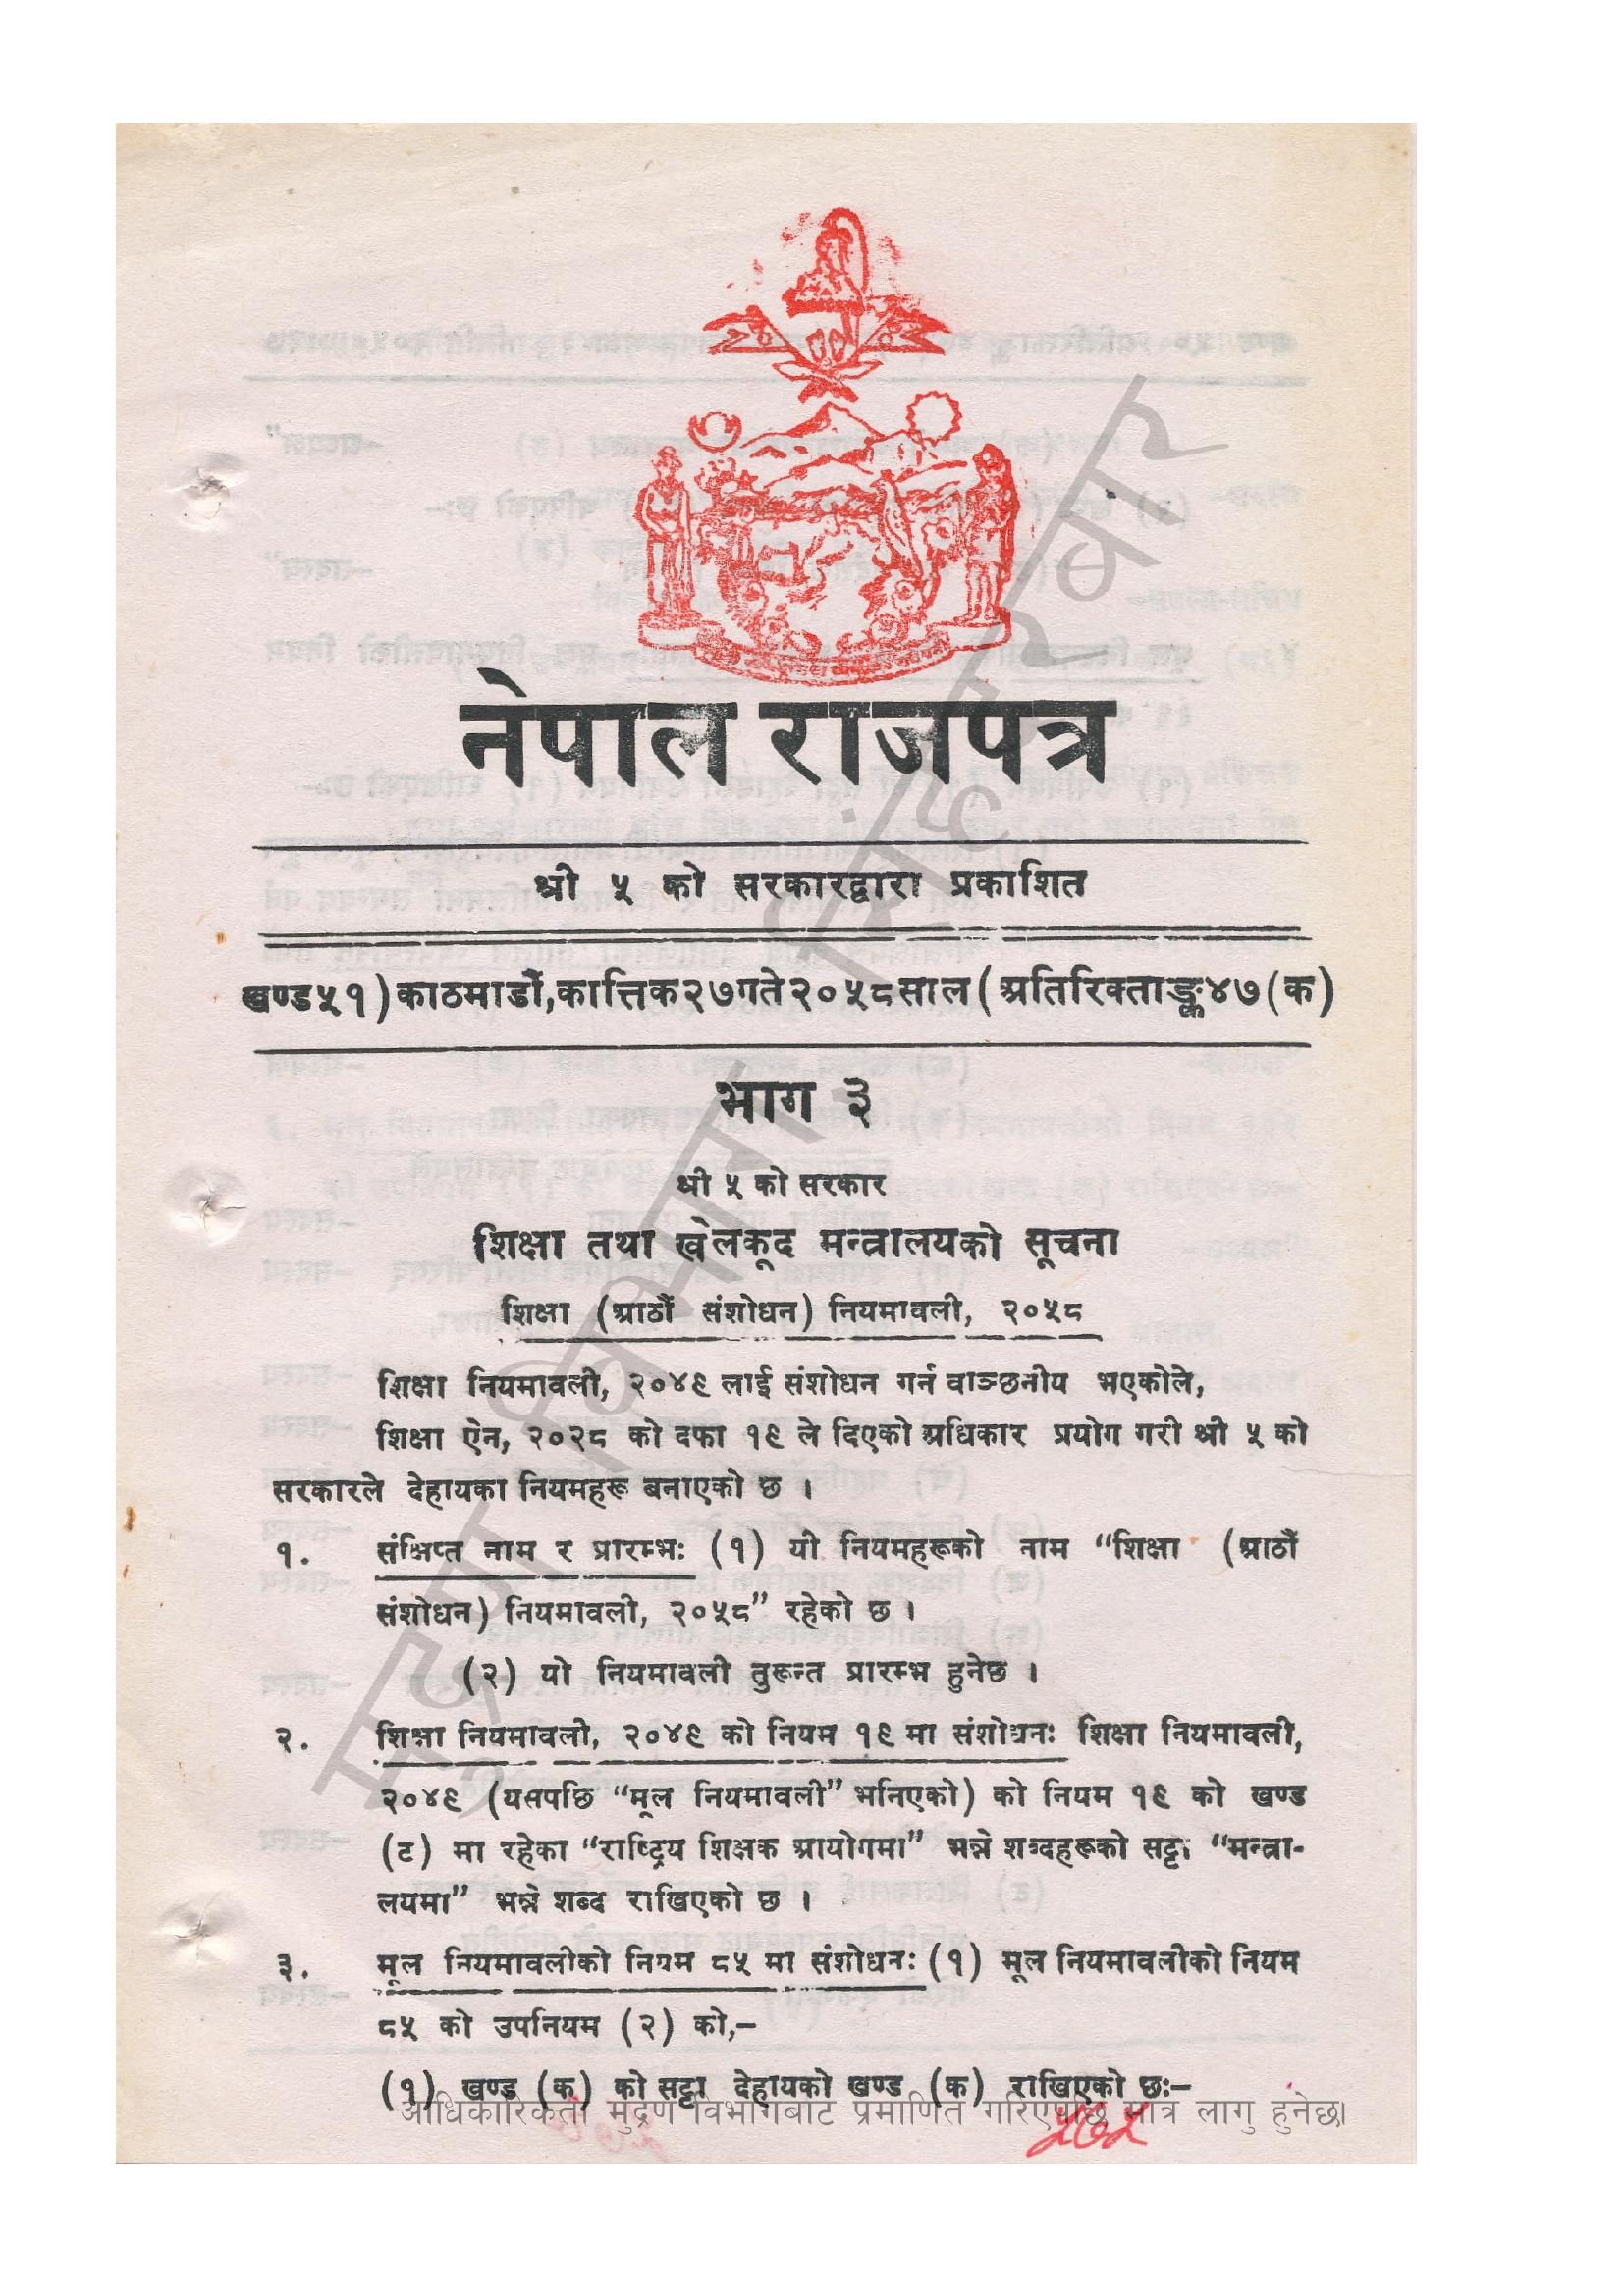 नेपाल राजपत्र
श्री ५ को सरकारद्वारा प्रकाशित
खण्ड ५१) काठमाडौं, कात्तिक २७ गते २०५८ साल (अतिरिक्ताङ्क ४७ (क)
भाग ३
श्री ५ को सरकार
शिक्षा तथा खेलकूद मन्त्रालयको सूचना
शिक्षा (आठौं संशोधन) नियमावली, २०५८
शिक्षा नियमावली, २०४९ लाई संशोधन गर्न वाञ्छनीय भएकोले,
शिक्षा ऐन, २०२८ को दफा १९ ले दिएको अधिकार प्रयोग गरी श्री ५ को
सरकारले देहायका नियमहरू बनाएको छ ।
१. संक्षिप्त नाम र प्रारम्भः (१) यी नियमहरूको नाम “शिक्षा (आठौं
संशोधन) नियमावली, २०५८” रहेको छ ।
(२) यो नियमावली तुरून्त प्रारम्भ हुनेछ ।
२. शिक्षा नियमावली, २०४९ को नियम १९ मा संशोधनः शिक्षा नियमावली,
२०४९ (यसपछि “मूल नियमावली” भनिएको) को नियम १९ को खण्ड
(ट) मा रहेका “राष्ट्रिय शिक्षक आयोगमा” भन्ने शब्दहरूको सट्टा “मन्त्रा-
लयमा” भन्ने शब्द राखिएको छ ।
३. मूल नियमावलीको नियम ८५ मा संशोधनः (१) मूल नियमावलीको नियम
८५ को उपनियम (२) को,–
(१) खण्ड (क) को सट्टा देहायको खण्ड (क) राखिएको छः–
आधिकारिकता मुद्रण विभागबाट प्रमाणित गरिएपछि मात्र लागु हुनेछ।